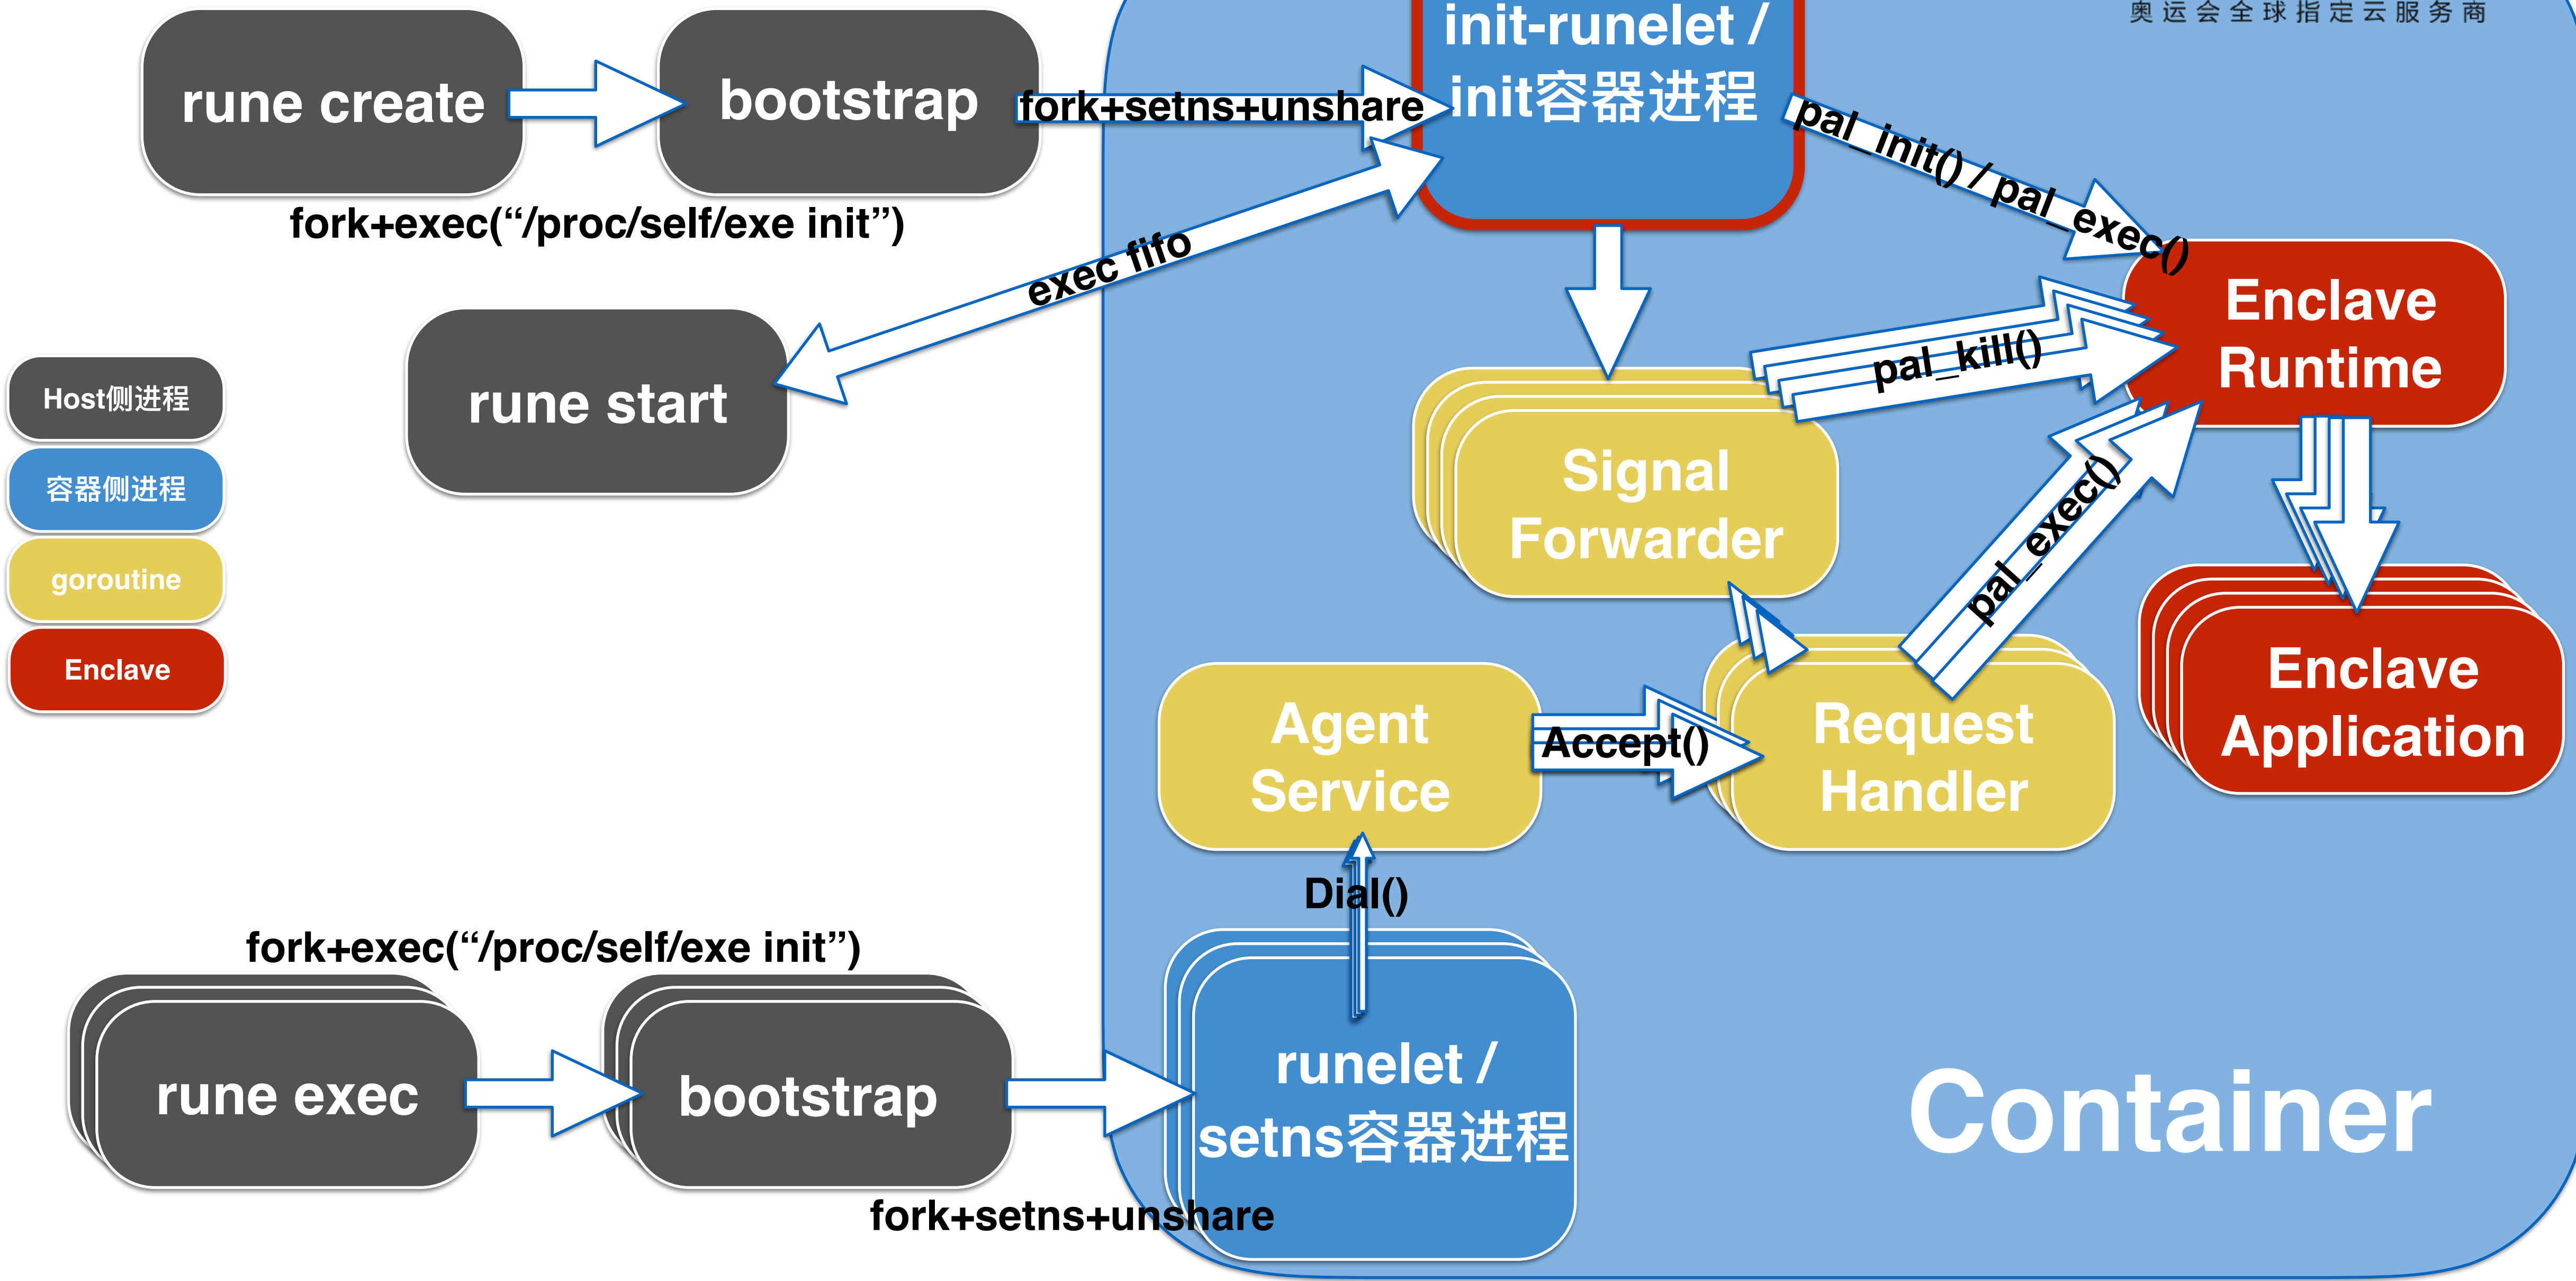 奥运会全球指定云服务商
rune create
bootstrap
fork+setns+unshare
init-runelet /
init容器进程
pal_init() / pal_exec()
fork+exec(“/proc/self/exe init”)
exec fifo
rune start
Enclave
Runtime
pal_kill()
Host侧进程
容器侧进程
goroutine
Enclave
Signal
Forwarder
pal_exec()
Enclave
Application
Agent
Service
Accept()
Request
Handler
Dial()
fork+exec(“/proc/self/exe init”)
rune exec
bootstrap
runelet /
setns容器进程
fork+setns+unshare
Container